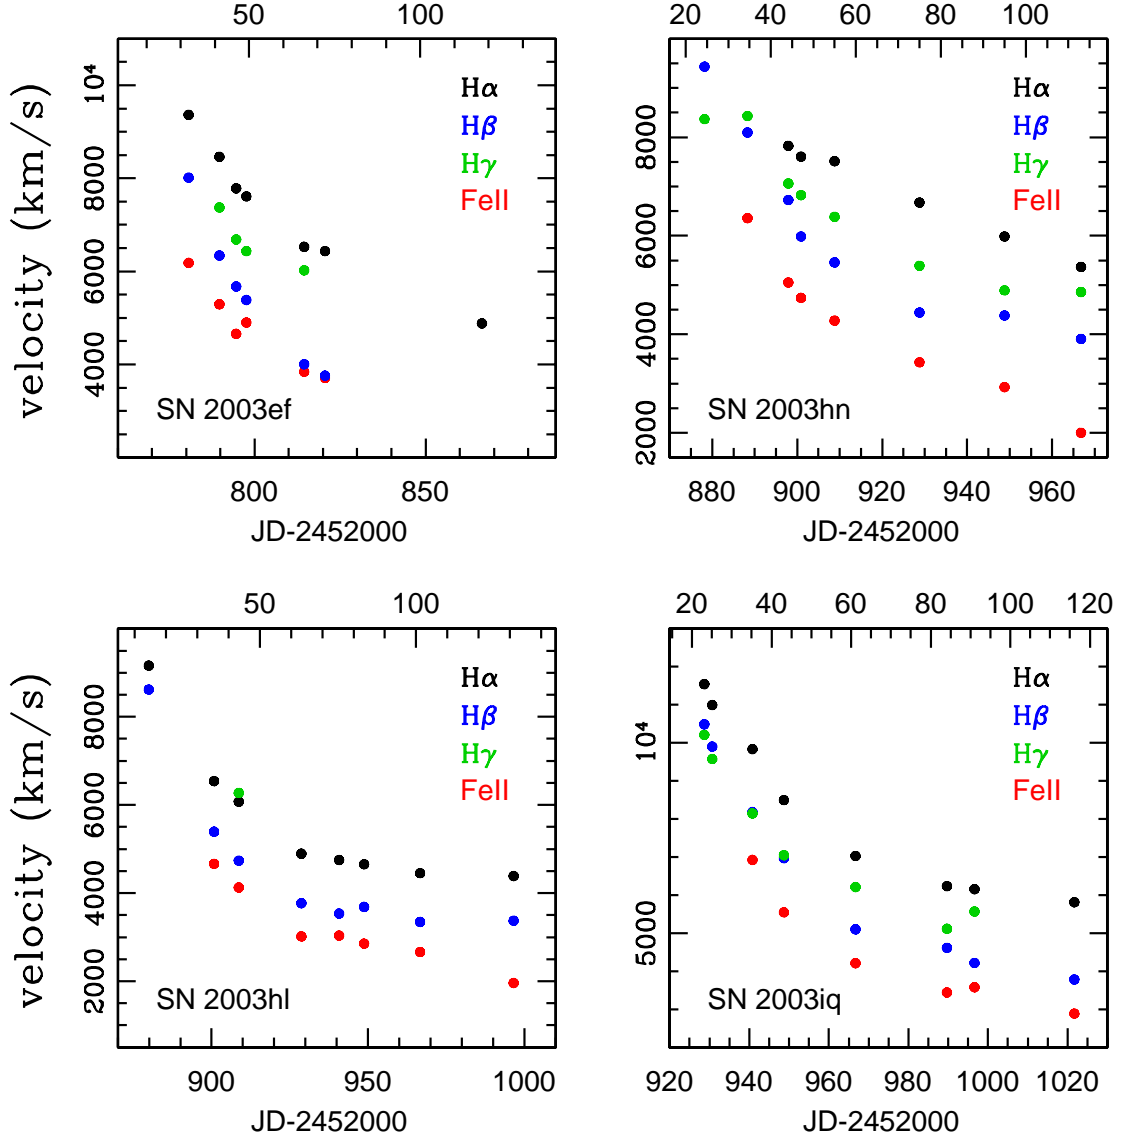 50 100
20 40 60 80 100
velocity (km/s)
10⁴
8000
6000
4000
Hα
Hβ
Hγ
FeII
SN 2003ef
800 850
JD-2452000
8000
6000
4000
2000
Hα
Hβ
Hγ
FeII
SN 2003hn
880 900 920 940 960
JD-2452000
50 100
20 40 60 80 100 120
velocity (km/s)
8000
6000
4000
2000
Hα
Hβ
Hγ
FeII
SN 2003hl
900 950 1000
JD-2452000
10⁴
5000
Hα
Hβ
Hγ
FeII
SN 2003iq
920 940 960 980 1000 1020
JD-2452000